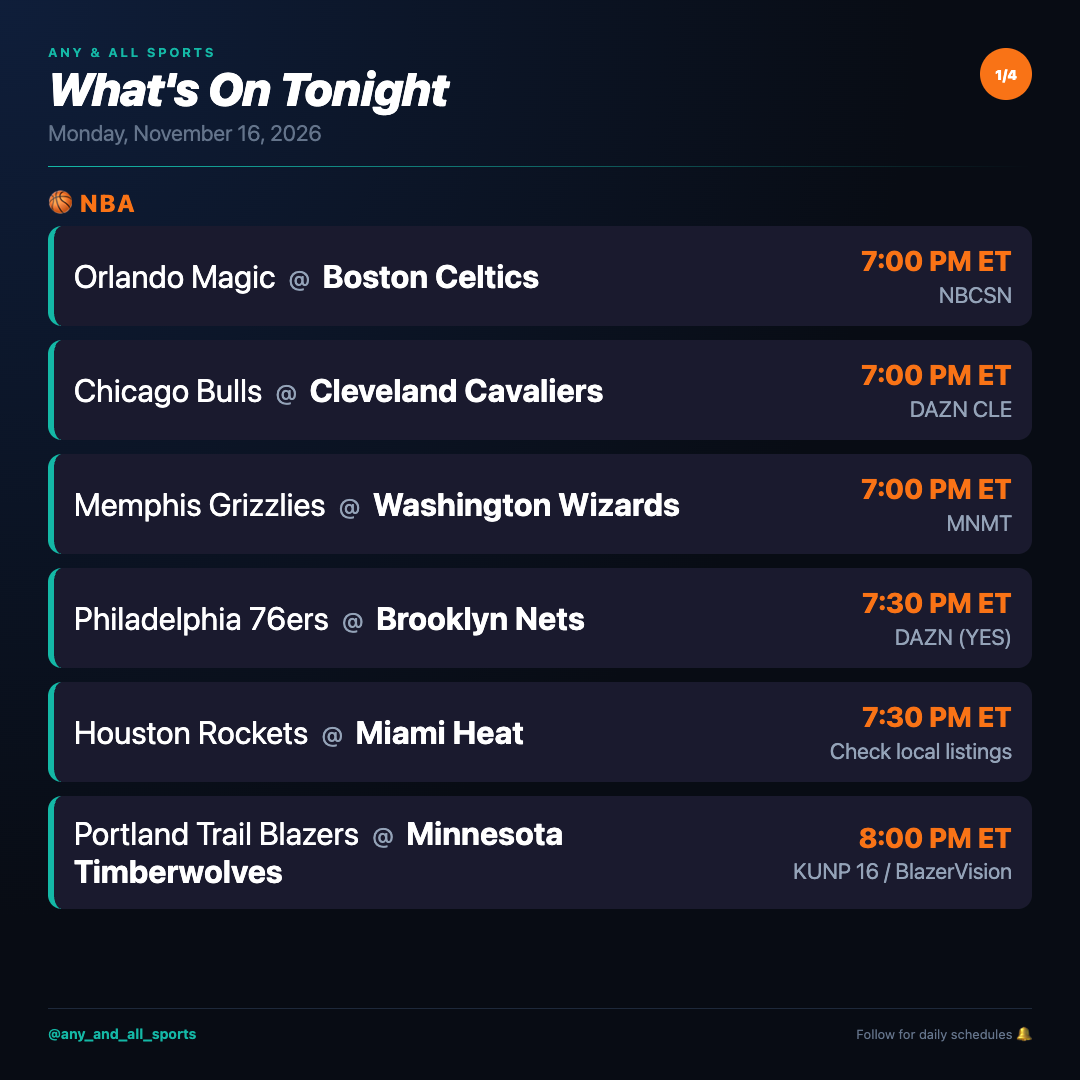 ANY & ALL SPORTS
What's On Tonight
1/4
Monday, November 16, 2026
🏀 NBA
Orlando Magic @ Boston Celtics
7:00 PM ET
NBCSN
Chicago Bulls @ Cleveland Cavaliers
7:00 PM ET
DAZN CLE
Memphis Grizzlies @ Washington Wizards
7:00 PM ET
MNMT
Philadelphia 76ers @ Brooklyn Nets
7:30 PM ET
DAZN (YES)
Houston Rockets @ Miami Heat
7:30 PM ET
Check local listings
Portland Trail Blazers @ Minnesota
Timberwolves
8:00 PM ET
KUNP 16 / BlazerVision
@any_and_all_sports
Follow for daily schedules 🔔